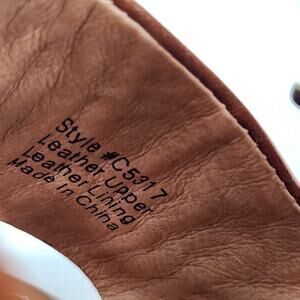 Style #C5317
Leather Upper
Leather Lining
Made In China